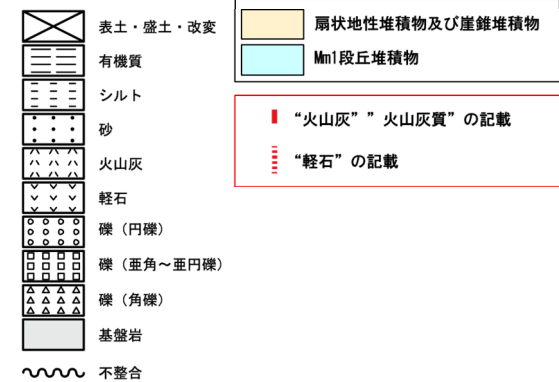 表土・盛土・改変
有機質
シルト
砂
火山灰
軽石
礫（円礫）
礫（亜角～亜円礫）
礫（角礫）
基盤岩
不整合
扇状地性堆積物及び崖錐堆積物
Mm1段丘堆積物
“火山灰””火山灰質”の記載
“軽石”の記載